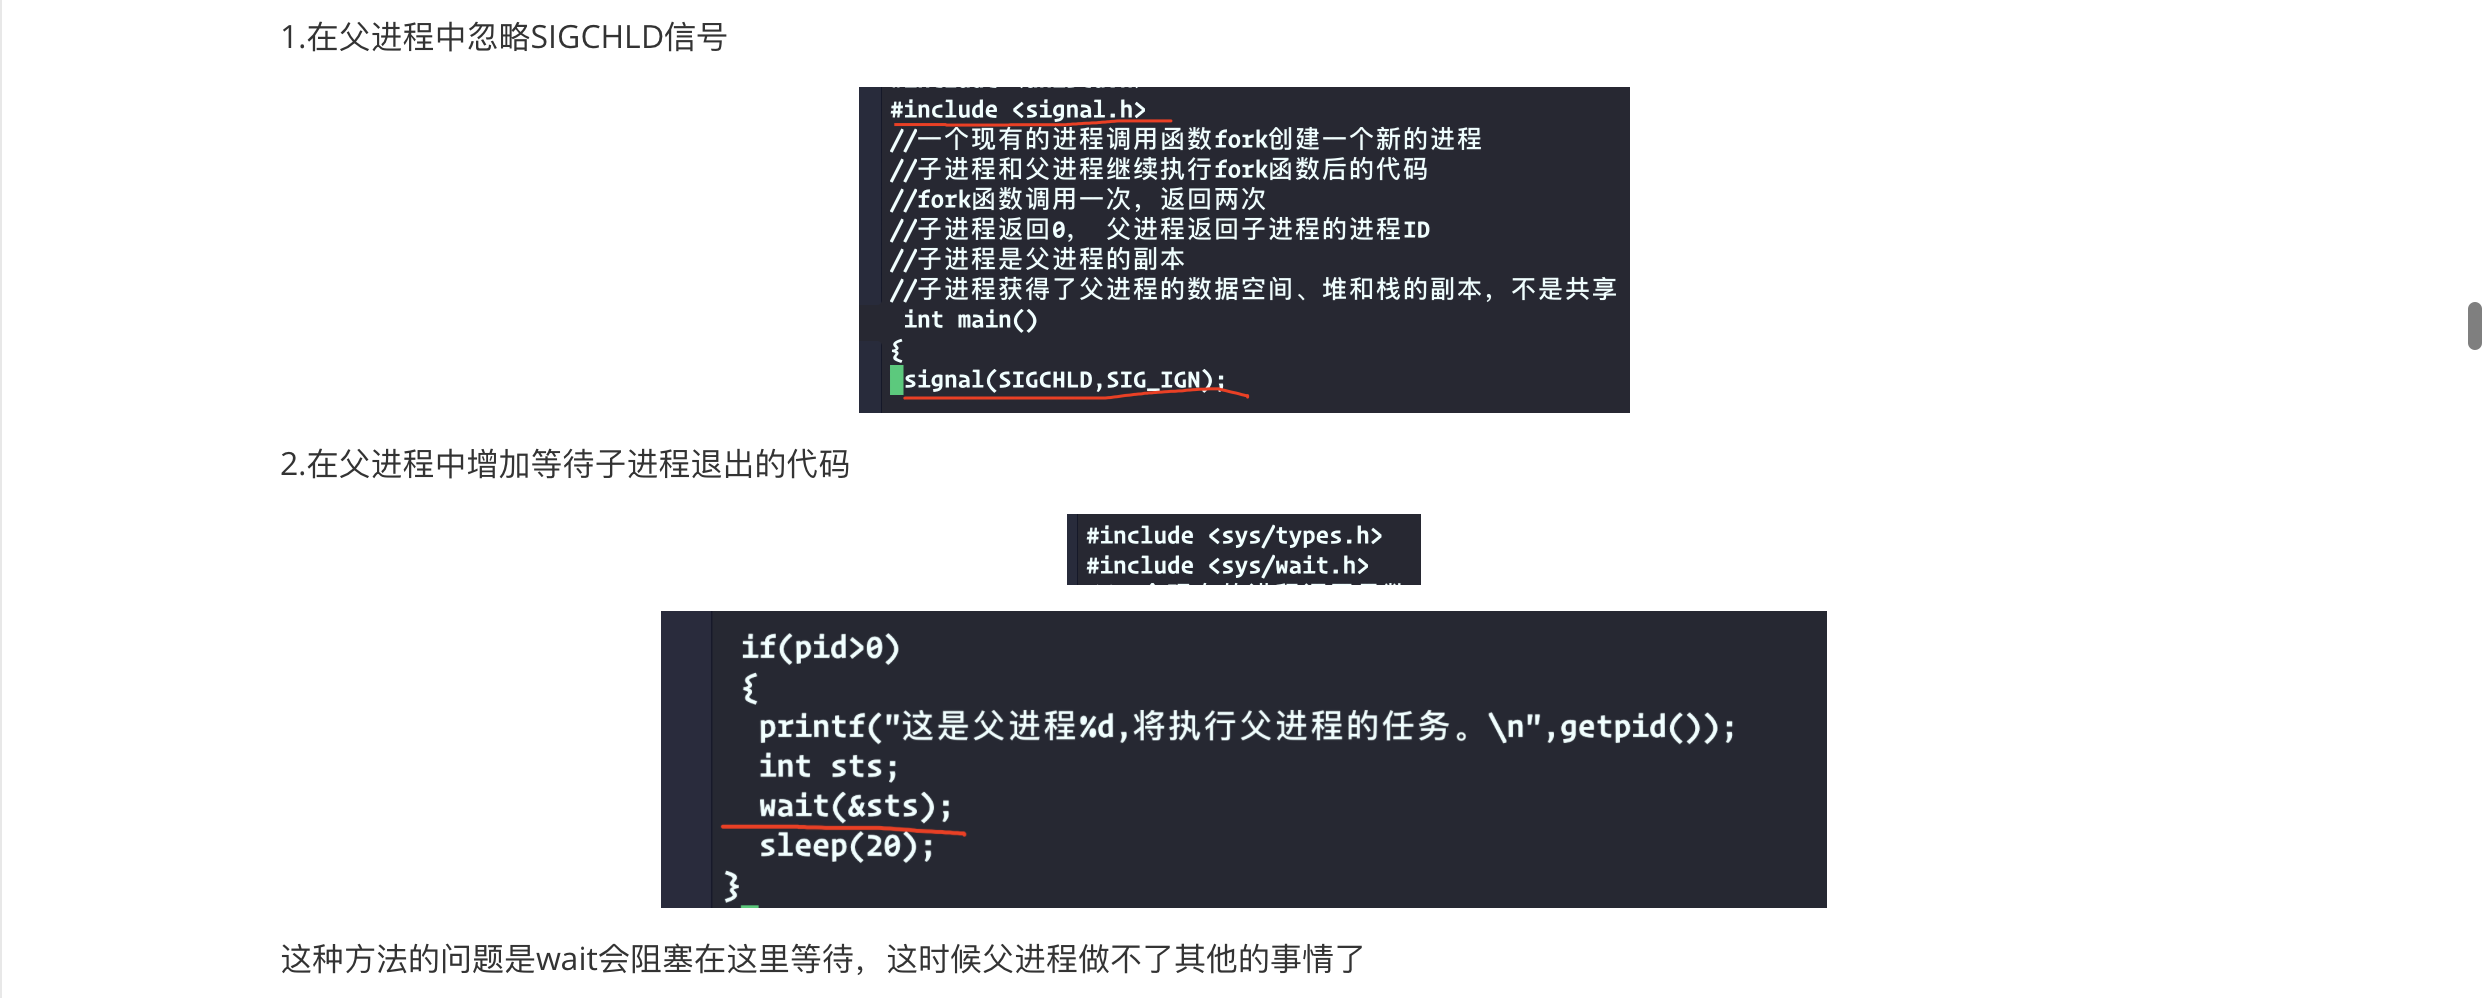 1.在父进程中忽略SIGCHLD信号
#include <signal.h>
//一个现有的进程调用函数fork创建一个新的进程
//子进程和父进程继续执行fork函数后的代码
//fork函数调用一次，返回两次
//子进程返回0， 父进程返回子进程的进程ID
//子进程是父进程的副本
//子进程获得了父进程的数据空间、堆和栈的副本，不是共享
int main()
{
signal(SIGCHLD,SIG_IGN);
2.在父进程中增加等待子进程退出的代码
#include <sys/types.h>
#include <sys/wait.h>
if(pid>0)
{
printf("这是父进程%d,将执行父进程的任务。\n",getpid());
int sts;
wait(&sts);
sleep(20);
}
这种方法的问题是wait会阻塞在这里等待，这时候父进程做不了其他的事情了